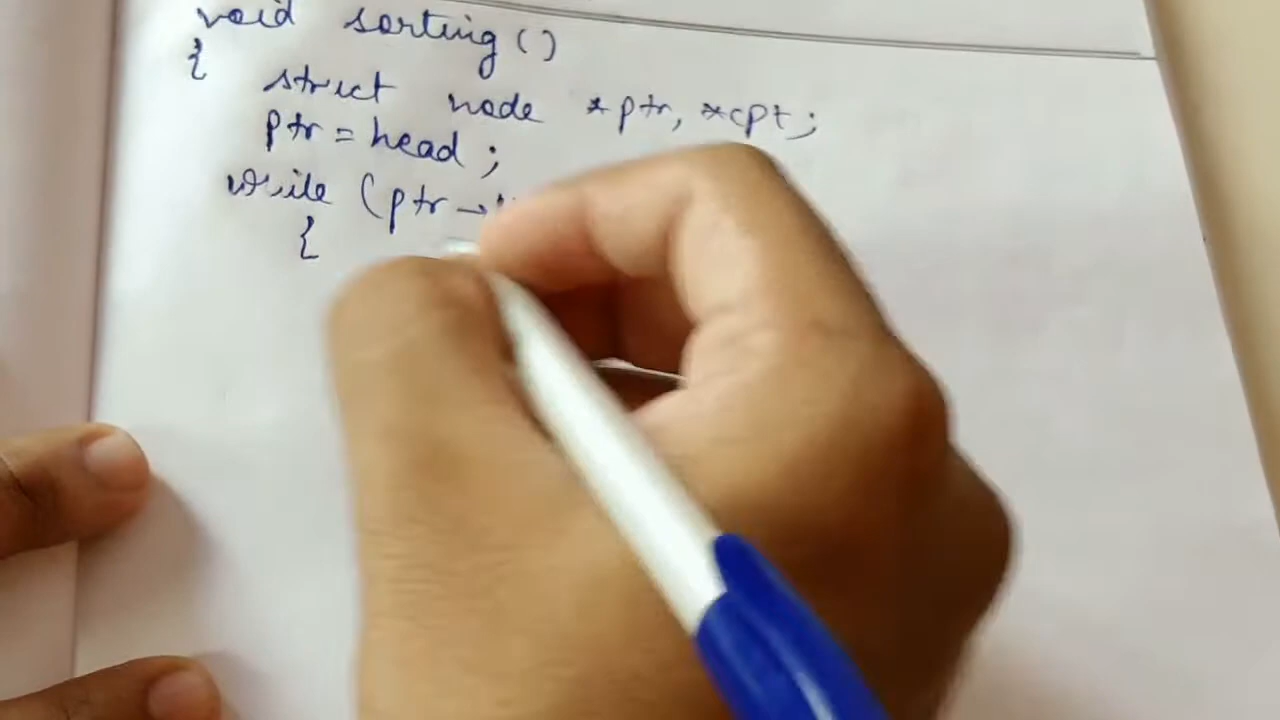 void sorting()
{
struct node *ptr, *cpt;
ptr = head;
while (ptr →
{